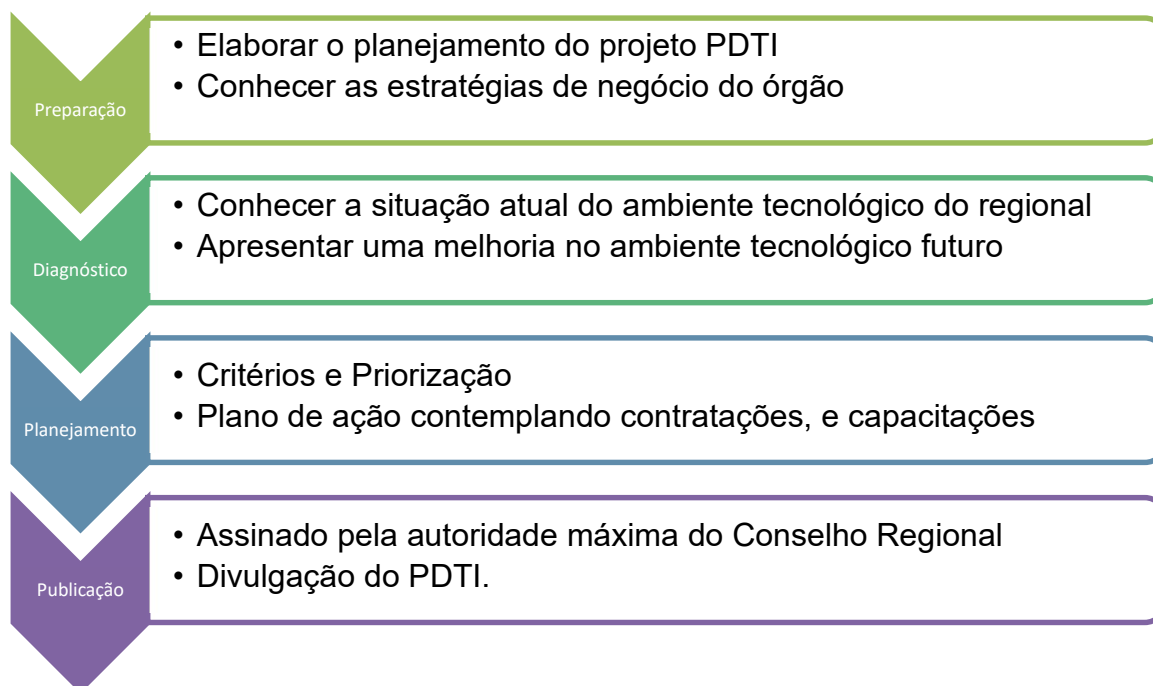 Preparação
• Elaborar o planejamento do projeto PDTI
• Conhecer as estratégias de negócio do órgão
Diagnóstico
• Conhecer a situação atual do ambiente tecnológico do regional
• Apresentar uma melhoria no ambiente tecnológico futuro
Planejamento
• Critérios e Priorização
• Plano de ação contemplando contratações, e capacitações
Publicação
• Assinado pela autoridade máxima do Conselho Regional
• Divulgação do PDTI.